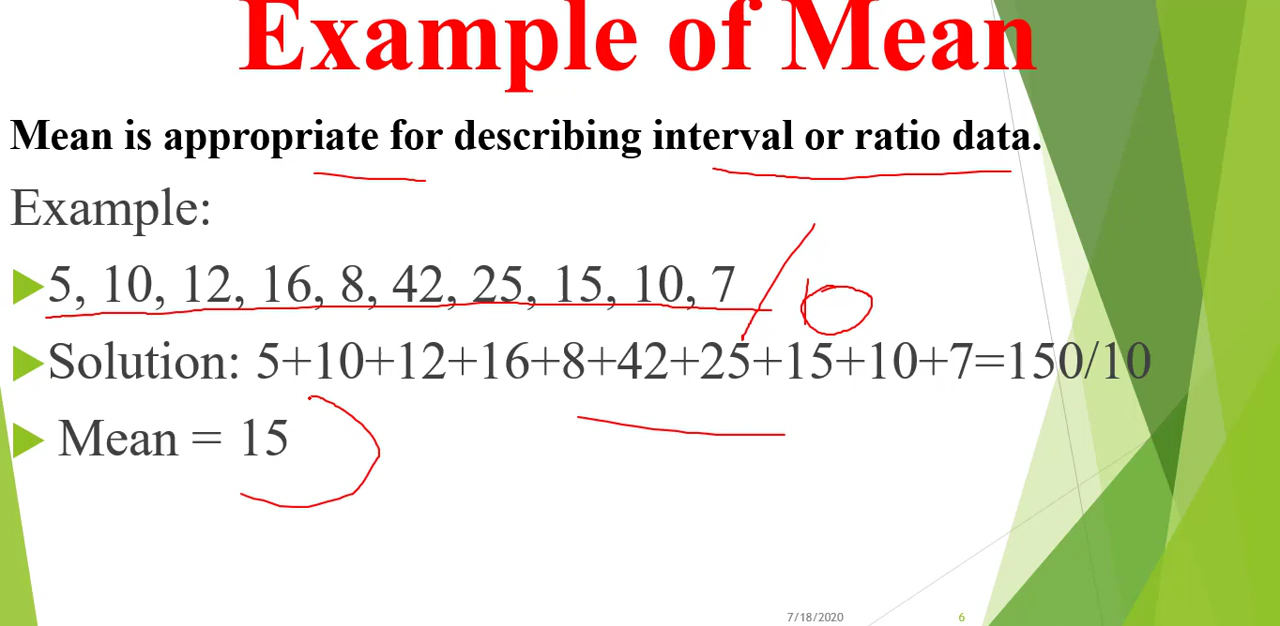 Example of Mean
Mean is appropriate for describing interval or ratio data.
Example:
5, 10, 12, 16, 8, 42, 25, 15, 10, 7 / 10
Solution: 5+10+12+16+8+42+25+15+10+7=150/10
Mean = 15
7/18/2020 6